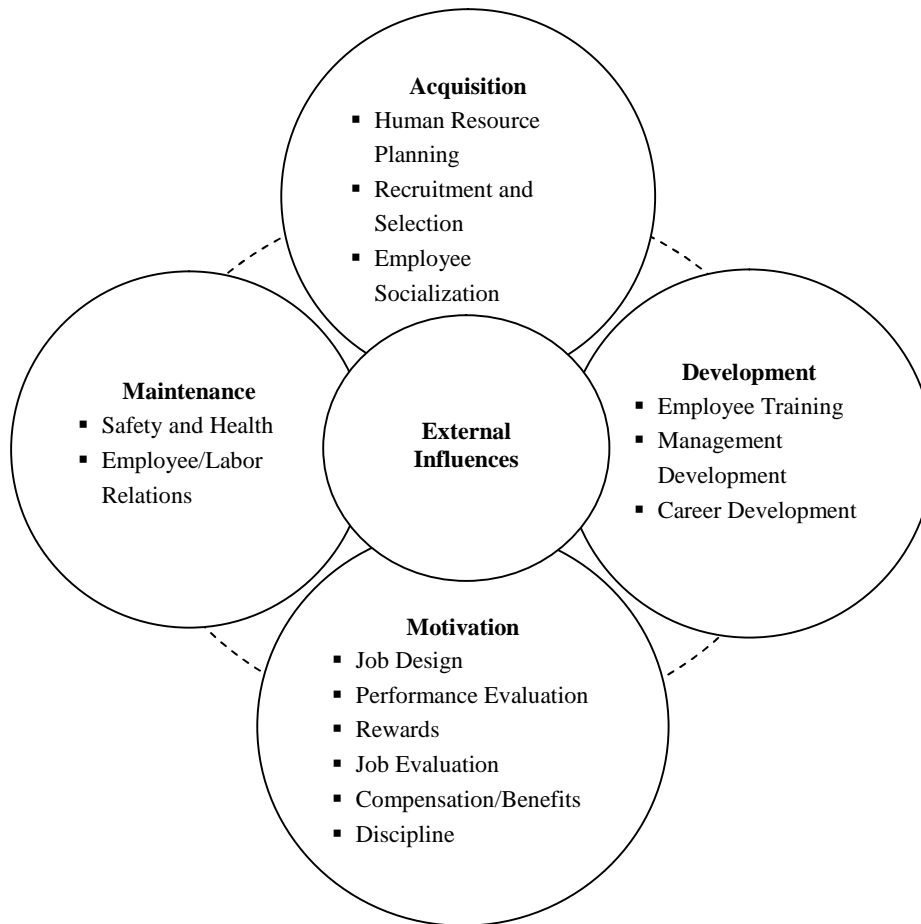 Acquisition
▪ Human Resource
Planning
▪ Recruitment and
Selection
▪ Employee
Socialization
Maintenance
▪ Safety and Health
▪ Employee/Labor
Relations
External
Influences
Development
▪ Employee Training
▪ Management
Development
▪ Career Development
Motivation
▪ Job Design
▪ Performance Evaluation
▪ Rewards
▪ Job Evaluation
▪ Compensation/Benefits
▪ Discipline